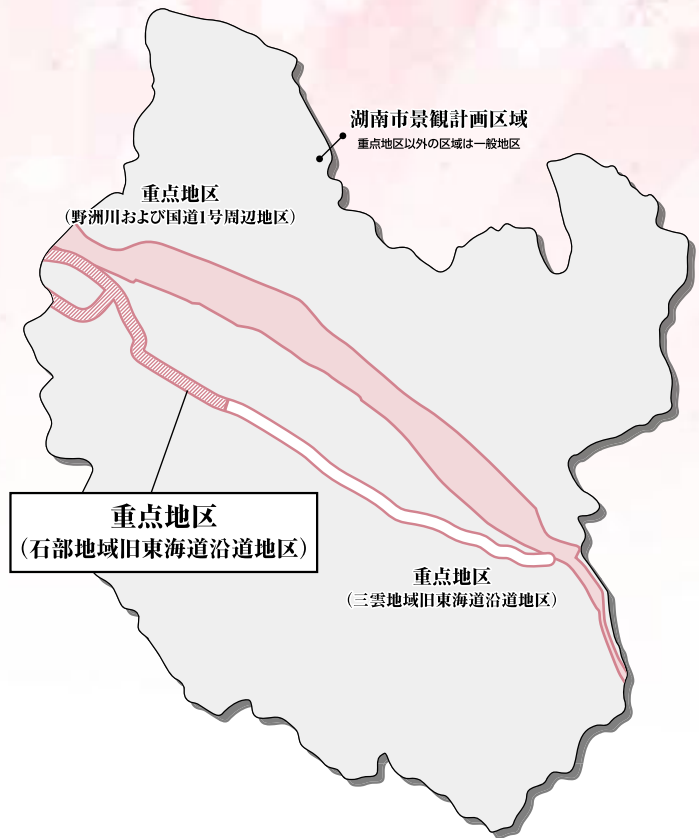 湖南市景観計画区域
重点地区以外の区域は一般地区
重点地区
（野洲川および国道1号周辺地区）
重点地区
（石部地域旧東海道沿道地区）
重点地区
（三雲地域旧東海道沿道地区）